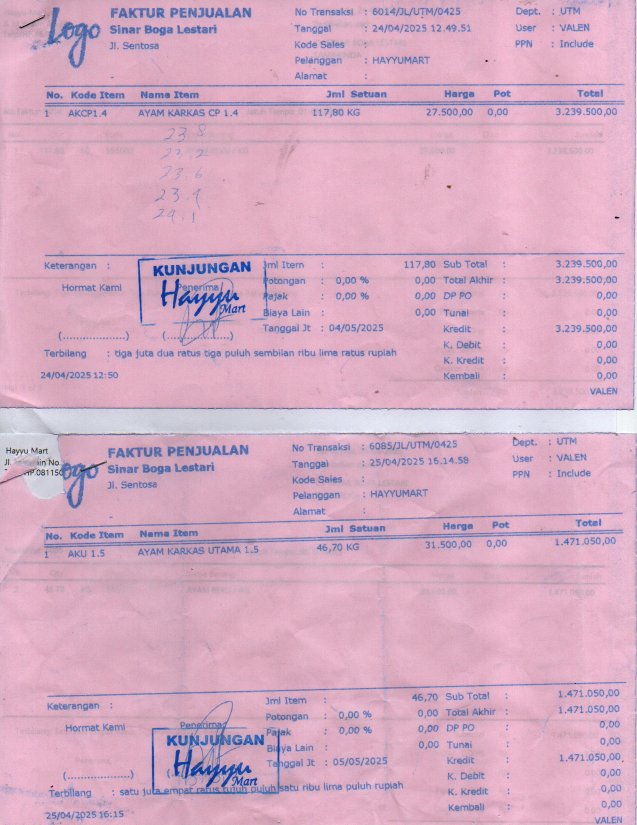 Logo
FAKTUR PENJUALAN
Sinar Boga Lestari
Jl. Sentosa
No Transaksi : 6014/JL/UTM/0425
Tanggal : 24/04/2025 12.49.51
Kode Sales :
Pelanggan : HAYYUMART
Alamat :
Dept. : UTM
User : VALEN
PPN : Include
No. Kode Item Nama Item Jml Satuan Harga Pot Total
1 AKCP1.4 AYAM KARKAS CP 1.4 117,80 KG 27.500,00 0,00 3.239.500,00
23.8
23.6
23.9
24.1
Keterangan :
Hormat Kami Penerima
(....................) (....................)
KUNJUNGAN
Hayyu
Mart
Jml Item : 117,80 Sub Total : 3.239.500,00
Potongan : 0,00 % 0,00 Total Akhir : 3.239.500,00
Pajak : 0,00 % 0,00 DP PO : 0,00
Biaya Lain : 0,00 Tunai : 0,00
Tanggal Jt : 04/05/2025 Kredit : 3.239.500,00
K. Debit : 0,00
K. Kredit : 0,00
Kembali : 0,00
Terbilang : tiga juta dua ratus tiga puluh sembilan ribu lima ratus rupiah
24/04/2025 12:50
VALEN
Hayyu Mart
Jl. in No.
HP.081150
ogo
FAKTUR PENJUALAN
Sinar Boga Lestari
Jl. Sentosa
No Transaksi : 6085/JL/UTM/0425
Tanggal : 25/04/2025 16.14.58
Kode Sales :
Pelanggan : HAYYUMART
Alamat :
Dept. : UTM
User : VALEN
PPN : Include
No. Kode Item Nama Item Jml Satuan Harga Pot Total
1 AKU 1.5 AYAM KARKAS UTAMA 1.5 46,70 KG 31.500,00 0,00 1.471.050,00
Keterangan :
Hormat Kami Penerima
(....................) (....................)
KUNJUNGAN
Hayyu
Mart
Jml Item : 46,70 Sub Total : 1.471.050,00
Potongan : 0,00 % 0,00 Total Akhir : 1.471.050,00
Pajak : 0,00 % 0,00 DP PO : 0,00
Biaya Lain : 0,00 Tunai : 0,00
Tanggal Jt : 05/05/2025 Kredit : 1.471.050,00
K. Debit : 0,00
K. Kredit : 0,00
Kembali : 0,00
Terbilang : satu juta empat ratus tujuh puluh satu ribu lima puluh rupiah
25/04/2025 16:15
VALEN